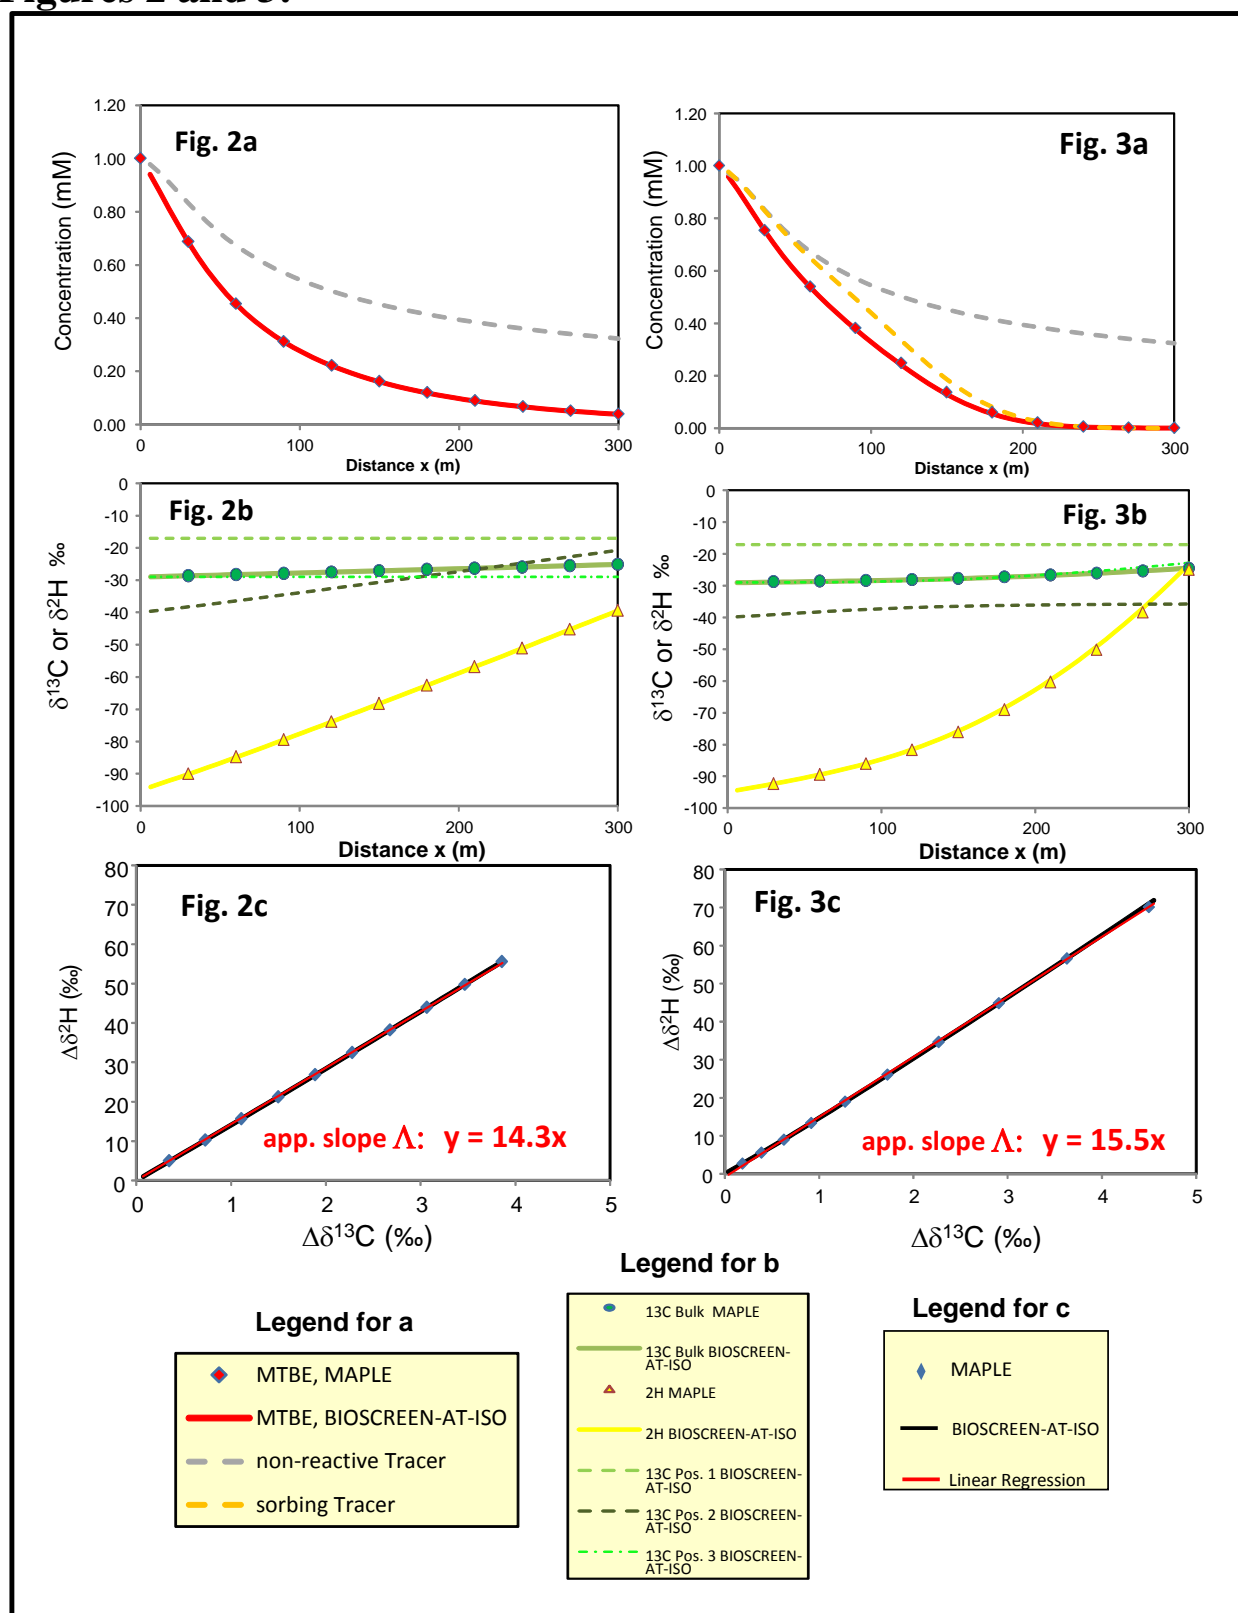 Figures 2 and 3:
Fig. 2a
Concentration (mM)
1.20
1.00
0.80
0.60
0.40
0.20
0.00
0
100
200
300
Distance x (m)
Fig. 3a
Concentration (mM)
1.20
1.00
0.80
0.60
0.40
0.20
0.00
0
100
200
300
Distance x (m)
Fig. 2b
δ¹³C or δ²H ‰
0
-10
-20
-30
-40
-50
-60
-70
-80
-90
-100
0
100
200
300
Distance x (m)
Fig. 3b
δ¹³C or δ²H ‰
0
-10
-20
-30
-40
-50
-60
-70
-80
-90
-100
0
100
200
300
Distance x (m)
Fig. 2c
Δδ²H (‰)
80
70
60
50
40
30
20
10
0
app. slope Λ: y = 14.3x
0
1
2
3
4
5
Δδ¹³C (‰)
Fig. 3c
Δδ²H (‰)
80
70
60
50
40
30
20
10
0
app. slope Λ: y = 15.5x
0
1
2
3
4
5
Δδ¹³C (‰)
Legend for a
MTBE, MAPLE
MTBE, BIOSCREEN-AT-ISO
non-reactive Tracer
sorbing Tracer
Legend for b
13C Bulk MAPLE
13C Bulk BIOSCREEN-
AT-ISO
2H MAPLE
2H BIOSCREEN-AT-ISO
13C Pos. 1 BIOSCREEN-
AT-ISO
13C Pos. 2 BIOSCREEN-
AT-ISO
13C Pos. 3 BIOSCREEN-
AT-ISO
Legend for c
MAPLE
BIOSCREEN-AT-ISO
Linear Regression